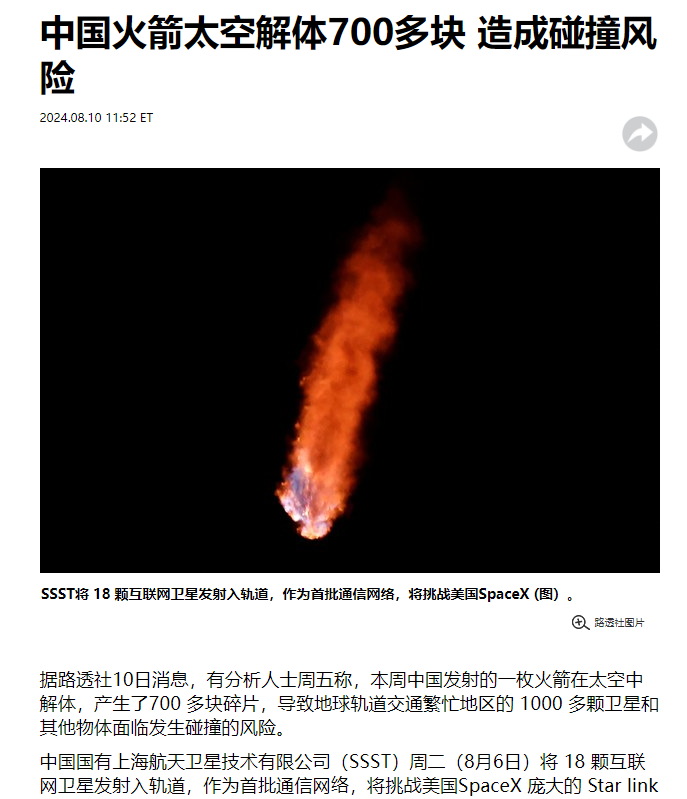 中国火箭太空解体700多块 造成碰撞风
险
2024.08.10 11:52 ET
SSST将 18 颗互联网卫星发射入轨道，作为首批通信网络，将挑战美国SpaceX (图）。
路透社图片
据路透社10日消息，有分析人士周五称，本周中国发射的一枚火箭在太空中
解体，产生了700 多块碎片，导致地球轨道交通繁忙地区的 1000 多颗卫星和
其他物体面临发生碰撞的风险。
中国国有上海航天卫星技术有限公司（SSST）周二（8月6日）将 18 颗互联
网卫星发射入轨道，作为首批通信网络，将挑战美国SpaceX 庞大的 Star link